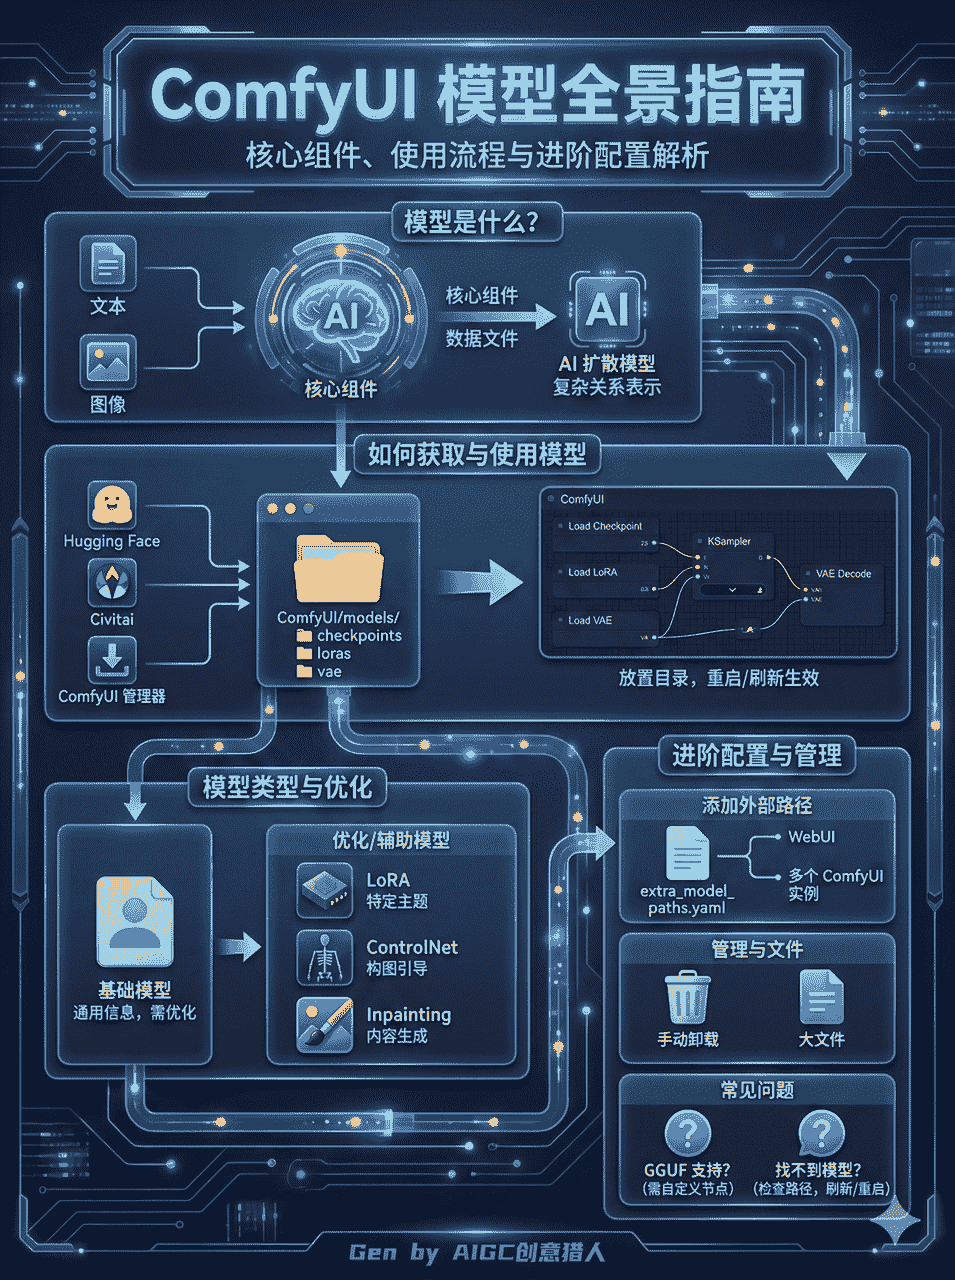 ComfyUI 模型全景指南
核心组件、使用流程与进阶配置解析
模型是什么?
文本
图像
AI
核心组件
核心组件
数据文件
AI
AI 扩散模型
复杂关系表示
如何获取与使用模型
Hugging Face
Civitai
ComfyUI 管理器
ComfyUI/models/
checkpoints
loras
vae
ComfyUI
Load Checkpoint
Load LoRA
Load VAE
KSampler
VAE Decode
放置目录，重启/刷新生效
模型类型与优化
基础模型
通用信息，需优化
优化/辅助模型
LoRA
特定主题
ControlNet
构图引导
Inpainting
内容生成
进阶配置与管理
添加外部路径
extra_model_
paths.yaml
WebUI
多个 ComfyUI
实例
管理与文件
手动卸载
大文件
常见问题
GGUF 支持?
（需自定义节点）
找不到模型?
（检查路径，刷新/重启）
Gen by AIGC创意猎人